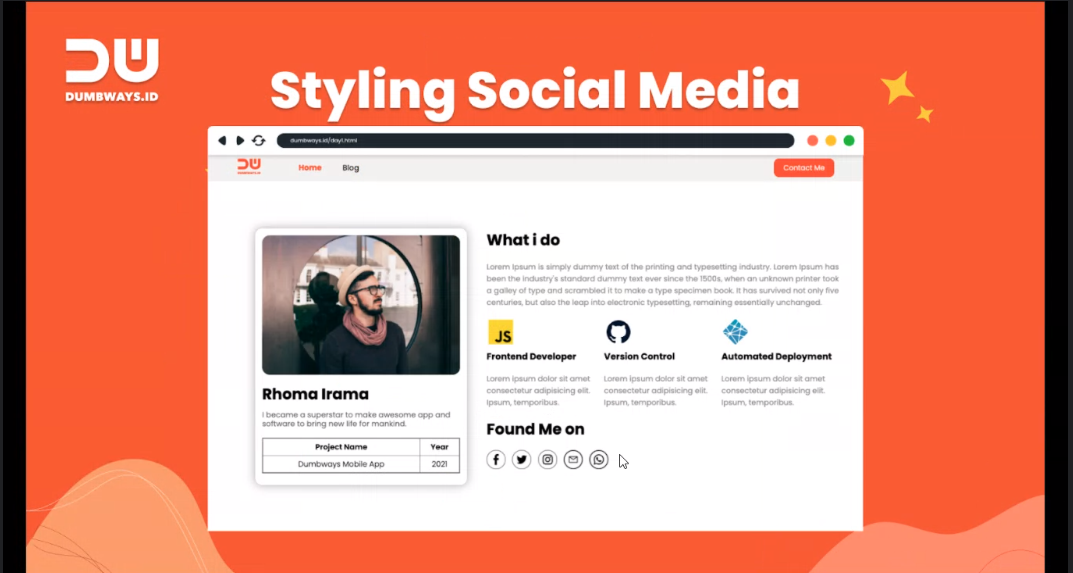 DUMBWAYS.ID
Styling Social Media
dumbways.id/day1.html
DUMBWAYS.ID
Home
Blog
Contact Me
Rhoma Irama
I became a superstar to make awesome app and
software to bring new life for mankind.
Project Name Year
Dumbways Mobile App 2021
What i do
Lorem Ipsum is simply dummy text of the printing and typesetting industry. Lorem Ipsum has
been the industry's standard dummy text ever since the 1500s, when an unknown printer took
a galley of type and scrambled it to make a type specimen book. It has survived not only five
centuries, but also the leap into electronic typesetting, remaining essentially unchanged.
JS
Frontend Developer
Lorem ipsum dolor sit amet
consectetur adipisicing elit.
Ipsum, temporibus.
Version Control
Lorem ipsum dolor sit amet
consectetur adipisicing elit.
Ipsum, temporibus.
Automated Deployment
Lorem ipsum dolor sit amet
consectetur adipisicing elit.
Ipsum, temporibus.
Found Me on